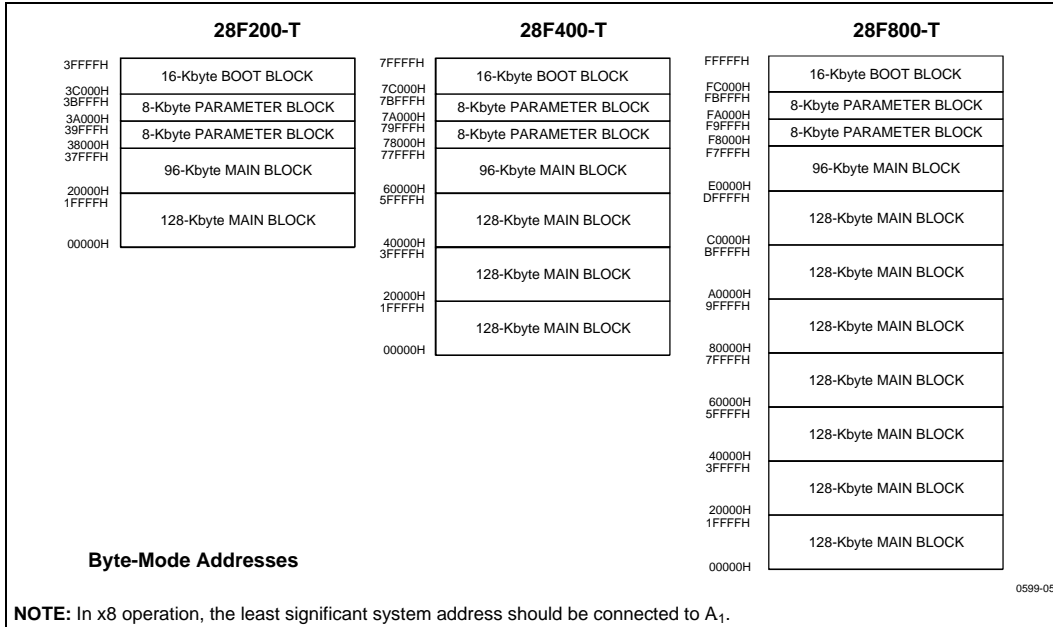 28F200-T
3FFFFH
16-Kbyte BOOT BLOCK
3C000H
3BFFFH
8-Kbyte PARAMETER BLOCK
3A000H
39FFFH
8-Kbyte PARAMETER BLOCK
38000H
37FFFH
96-Kbyte MAIN BLOCK
20000H
1FFFFH
128-Kbyte MAIN BLOCK
00000H
28F400-T
7FFFFH
16-Kbyte BOOT BLOCK
7C000H
7BFFFH
8-Kbyte PARAMETER BLOCK
7A000H
79FFFH
8-Kbyte PARAMETER BLOCK
78000H
77FFFH
96-Kbyte MAIN BLOCK
60000H
5FFFFH
128-Kbyte MAIN BLOCK
40000H
3FFFFH
128-Kbyte MAIN BLOCK
20000H
1FFFFH
128-Kbyte MAIN BLOCK
00000H
28F800-T
FFFFFH
16-Kbyte BOOT BLOCK
FC000H
FBFFFH
8-Kbyte PARAMETER BLOCK
FA000H
F9FFFH
8-Kbyte PARAMETER BLOCK
F8000H
F7FFFH
96-Kbyte MAIN BLOCK
E0000H
DFFFFH
128-Kbyte MAIN BLOCK
C0000H
BFFFFH
128-Kbyte MAIN BLOCK
A0000H
9FFFFH
128-Kbyte MAIN BLOCK
80000H
7FFFFH
128-Kbyte MAIN BLOCK
60000H
5FFFFH
128-Kbyte MAIN BLOCK
40000H
3FFFFH
128-Kbyte MAIN BLOCK
20000H
1FFFFH
128-Kbyte MAIN BLOCK
00000H
Byte-Mode Addresses
0599-05
NOTE: In x8 operation, the least significant system address should be connected to A₁.